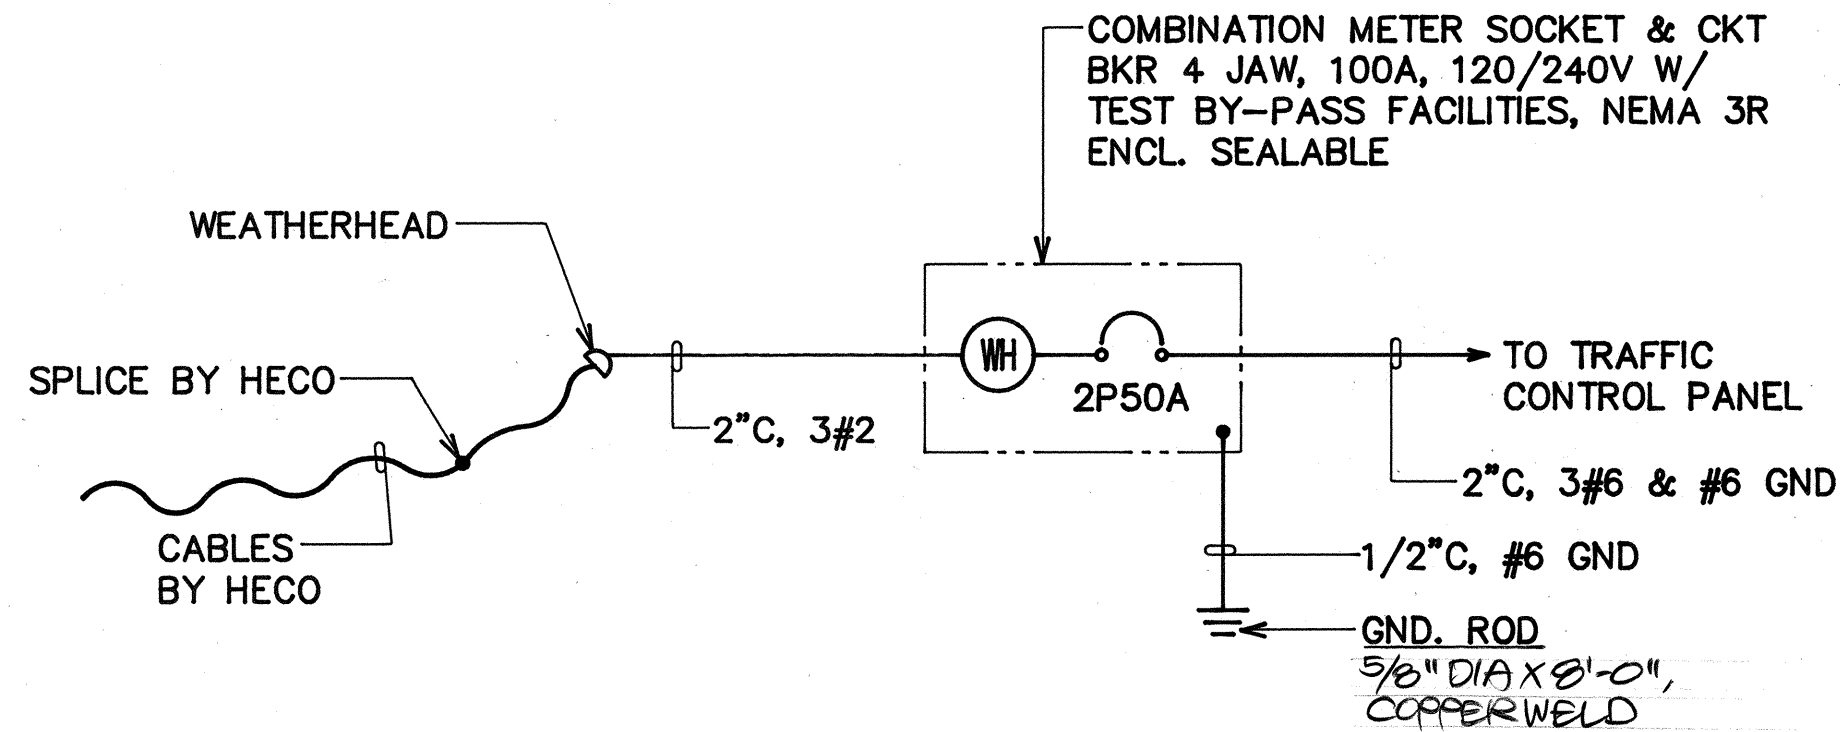 COMBINATION METER SOCKET & CKT
BKR 4 JAW, 100A, 120/240V W/
TEST BY-PASS FACILITIES, NEMA 3R
ENCL. SEALABLE
WEATHERHEAD
SPLICE BY HECO
CABLES
BY HECO
2"C, 3#2
WH
2P50A
TO TRAFFIC
CONTROL PANEL
2"C, 3#6 & #6 GND
1/2"C, #6 GND
GND. ROD
5/8" DIA X 8'-0",
COPPERWELD